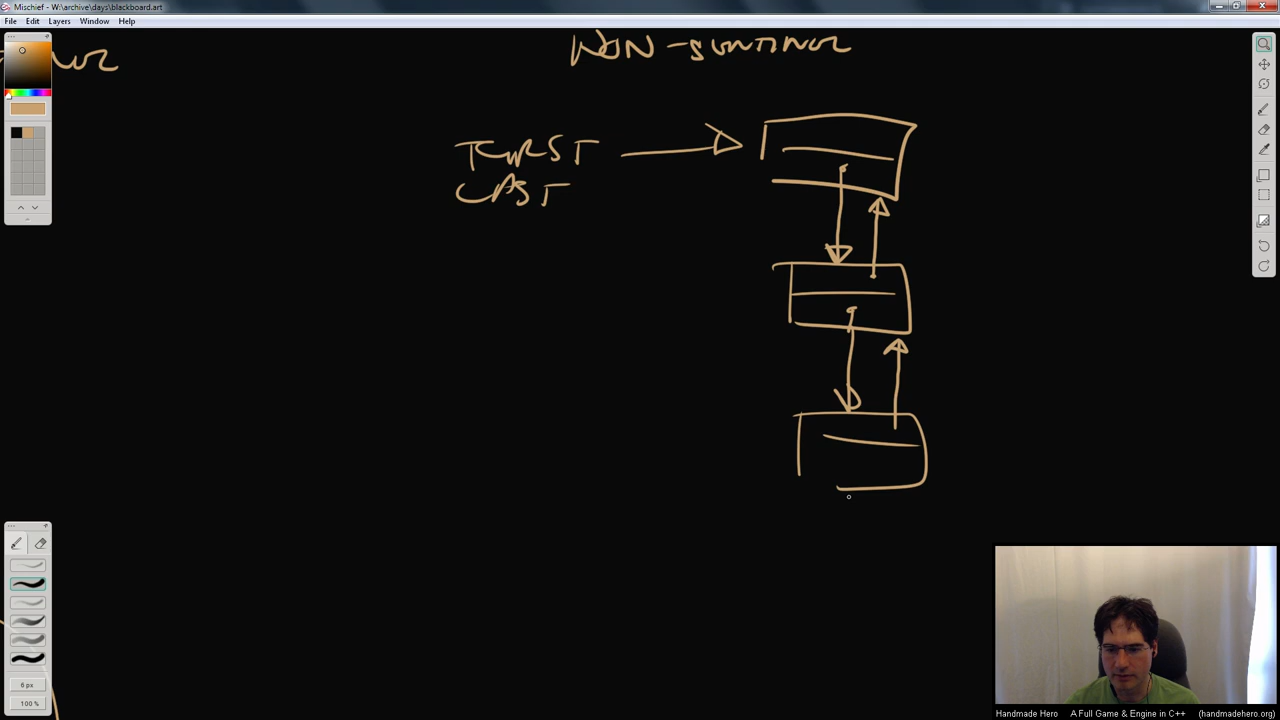 Mischief - W:\archive\days\blackboard.art
File Edit Layers Window Help
NON-SENTINEL
FIRST
LAST
6 px
100 %
Handmade Hero A Full Game & Engine in C++ (handmadehero.org)